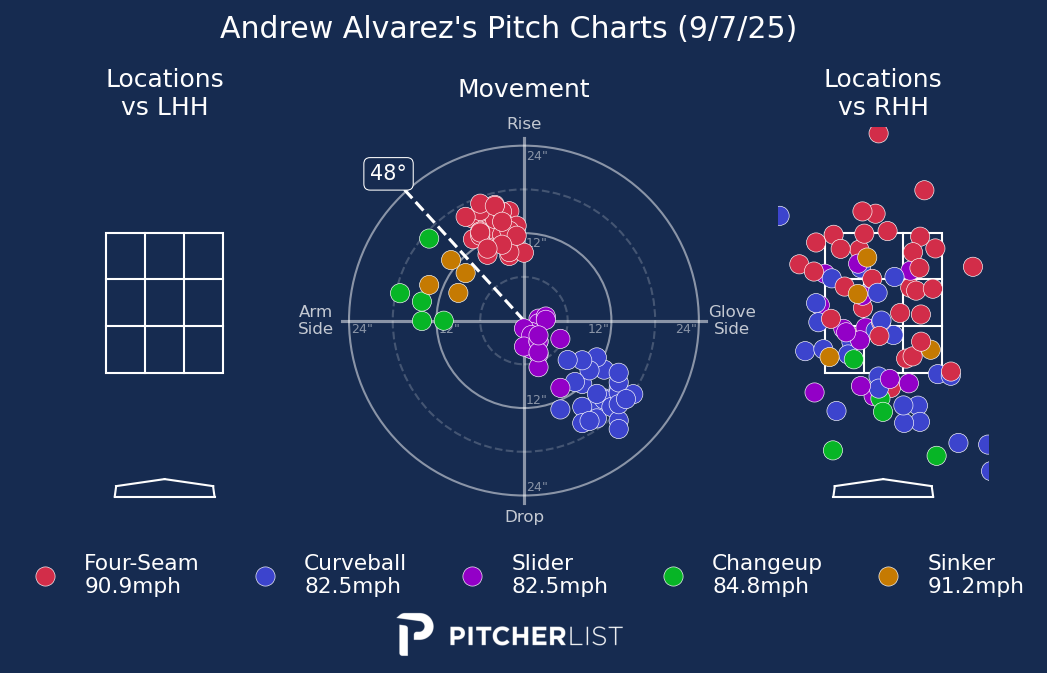 Andrew Alvarez's Pitch Charts (9/7/25)
Locations
vs LHH
Movement
Locations
vs RHH
Rise
24"
48°
12"
Arm
Side
24"
12"
12"
24"
Glove
Side
12"
24"
Drop
Four-Seam
90.9mph
Curveball
82.5mph
Slider
82.5mph
Changeup
84.8mph
Sinker
91.2mph
PITCHERLIST